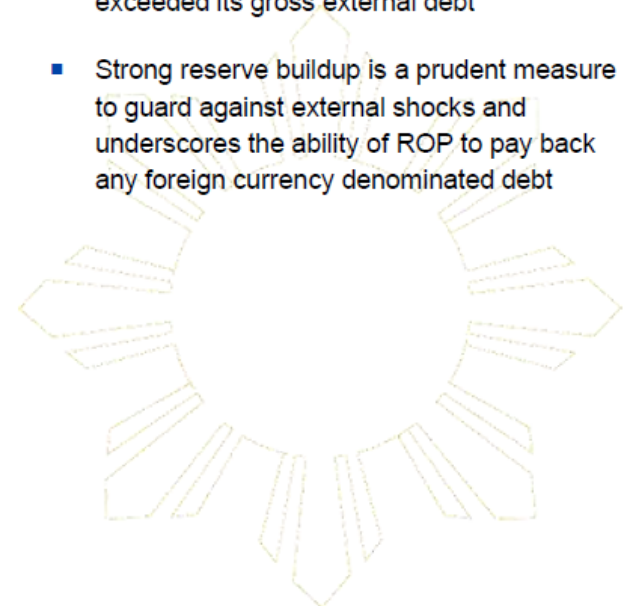 exceeded its gross external debt
Strong reserve buildup is a prudent measure
to guard against external shocks and
underscores the ability of ROP to pay back
any foreign currency denominated debt